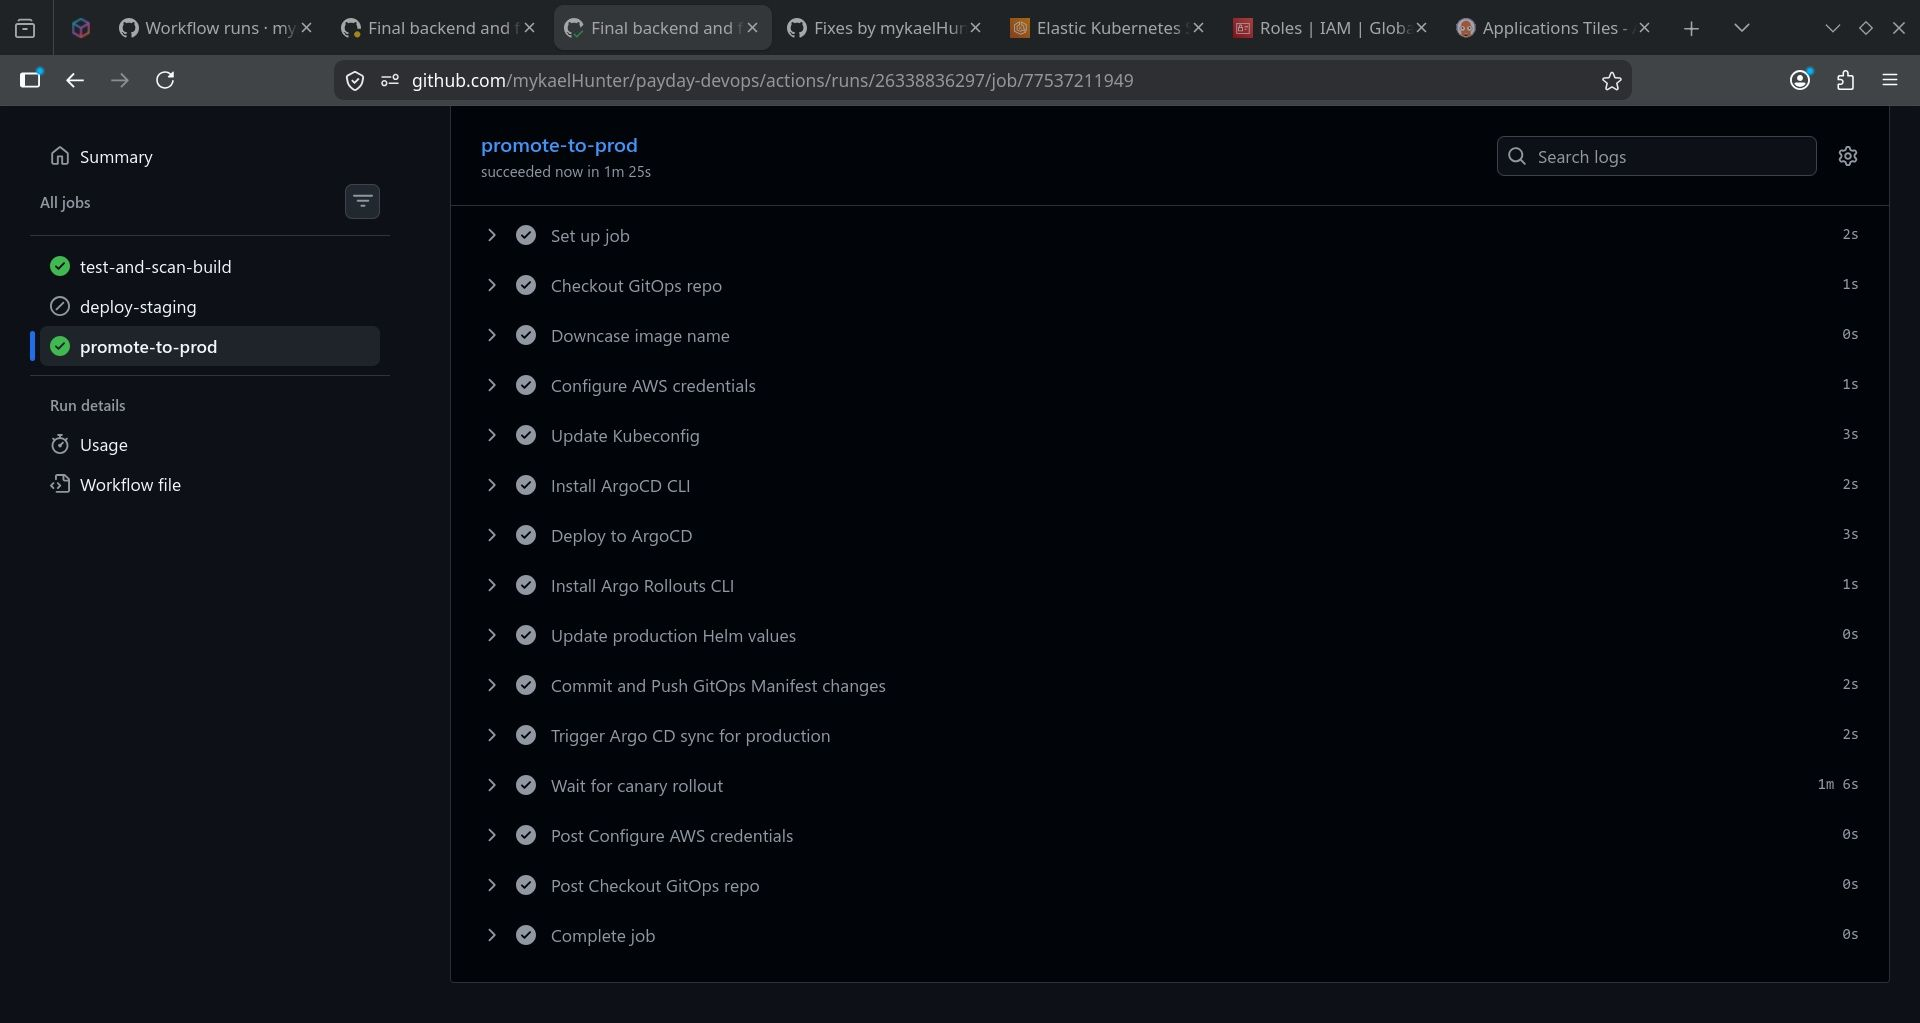 Workflow runs · my
Final backend and f
Final backend and f
Fixes by mykaelHun
Elastic Kubernetes S
Roles | IAM | Globa
Applications Tiles - A
github.com/mykaelHunter/payday-devops/actions/runs/26338836297/job/77537211949
Summary
All jobs
test-and-scan-build
deploy-staging
promote-to-prod
Run details
Usage
Workflow file
promote-to-prod
succeeded now in 1m 25s
Search logs
Set up job 2s
Checkout GitOps repo 1s
Downcase image name 0s
Configure AWS credentials 1s
Update Kubeconfig 3s
Install ArgoCD CLI 2s
Deploy to ArgoCD 3s
Install Argo Rollouts CLI 1s
Update production Helm values 0s
Commit and Push GitOps Manifest changes 2s
Trigger Argo CD sync for production 2s
Wait for canary rollout 1m 6s
Post Configure AWS credentials 0s
Post Checkout GitOps repo 0s
Complete job 0s